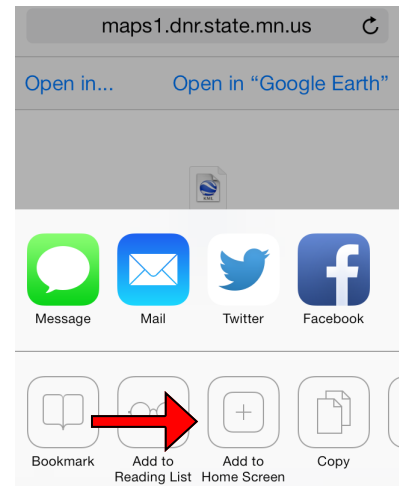 maps1.dnr.state.mn.us
Open in... Open in “Google Earth”
KML
Message Mail Twitter Facebook
Bookmark Add to Reading List Add to Home Screen Copy